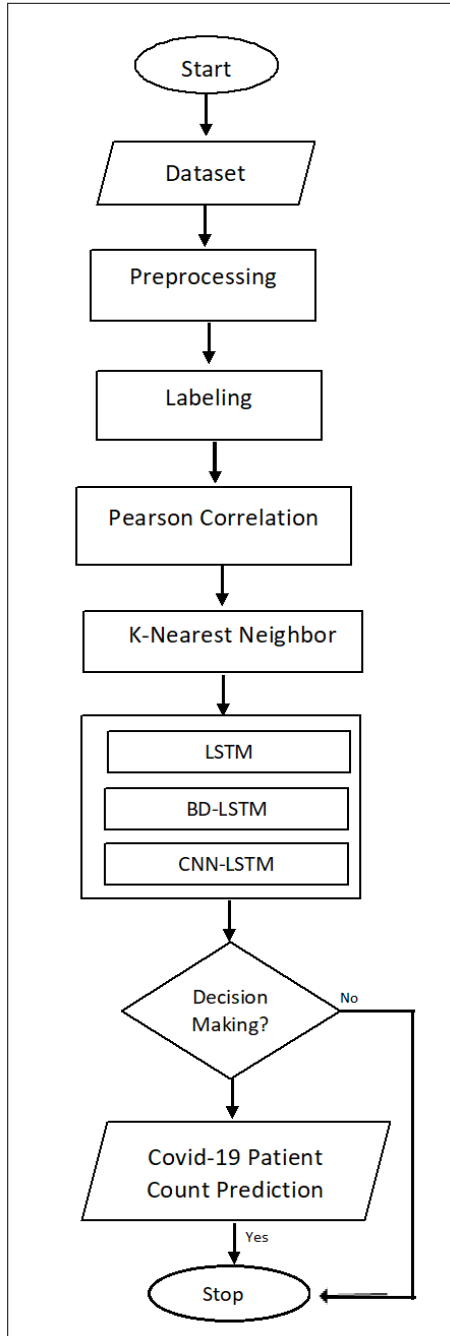 Start
Dataset
Preprocessing
Labeling
Pearson Correlation
K-Nearest Neighbor
LSTM
BD-LSTM
CNN-LSTM
Decision
Making?
No
Covid-19 Patient
Count Prediction
Yes
Stop